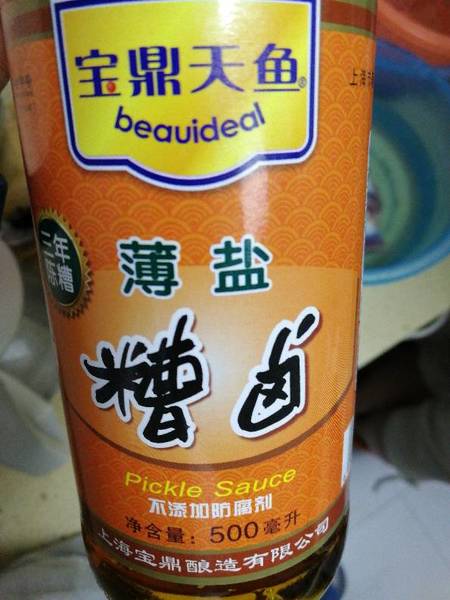 宝鼎天鱼®
beauideal
上海
三年
陈糟
薄盐
糟卤
Pickle Sauce
不添加防腐剂
净含量：500毫升
上海宝鼎酿造有限公司